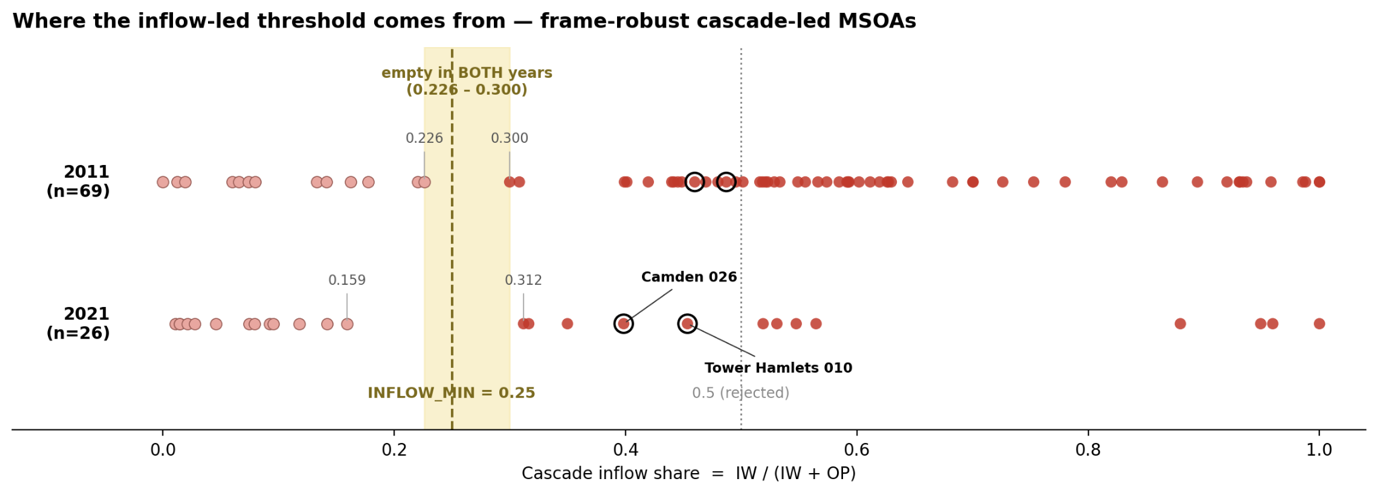 Where the inflow-led threshold comes from — frame-robust cascade-led MSOAs
empty in BOTH years
(0.226 – 0.300)
0.226
0.300
2011
(n=69)
0.159
0.312
Camden 026
2021
(n=26)
Tower Hamlets 010
INFLOW_MIN = 0.25
0.5 (rejected)
0.0
0.2
0.4
0.6
0.8
1.0
Cascade inflow share = IW / (IW + OP)